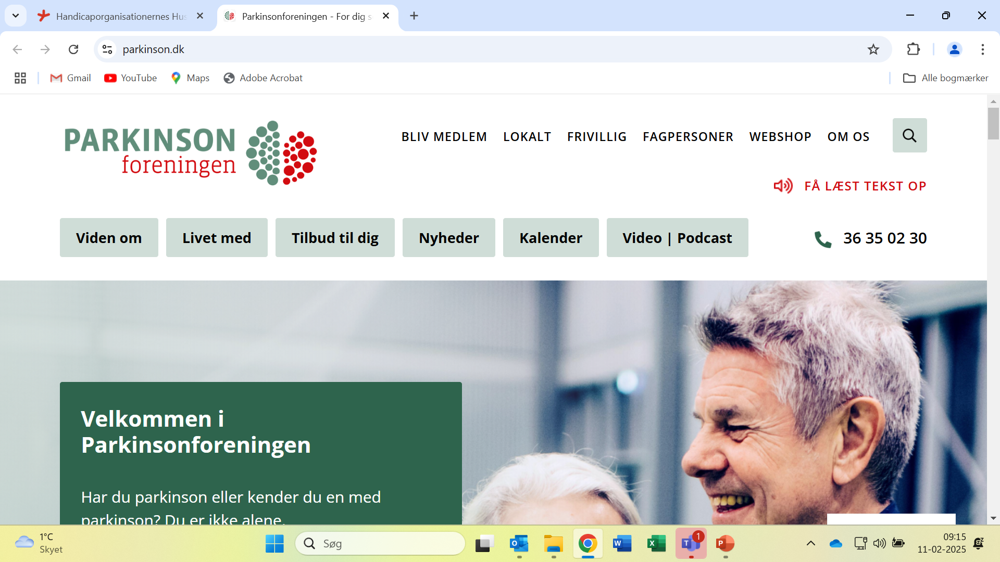 Handicaporganisationernes Hus
Parkinsonforeningen - For dig s
parkinson.dk
Gmail
YouTube
Maps
Adobe Acrobat
Alle bogmærker
PARKINSON
foreningen
BLIV MEDLEM
LOKALT
FRIVILLIG
FAGPERSONER
WEBSHOP
OM OS
FÅ LÆST TEKST OP
Viden om
Livet med
Tilbud til dig
Nyheder
Kalender
Video | Podcast
36 35 02 30
Velkommen i
Parkinsonforeningen
Har du parkinson eller kender du en med
parkinson? Du er ikke alene.
1°C
Skyet
Søg
1
09:15
11-02-2025